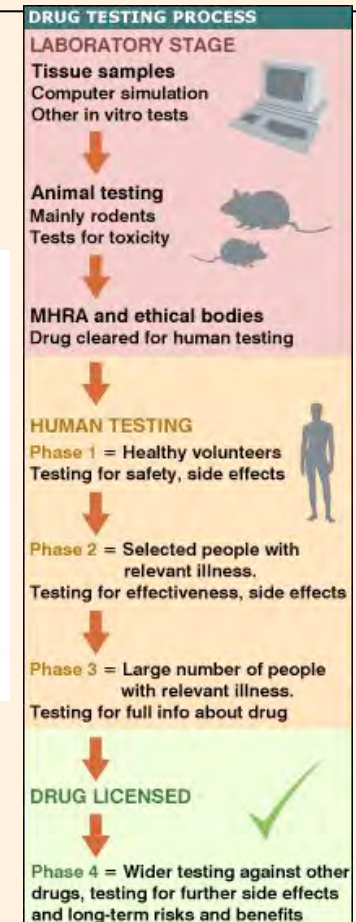 DRUG TESTING PROCESS
LABORATORY STAGE
Tissue samples
Computer simulation
Other in vitro tests
Animal testing
Mainly rodents
Tests for toxicity
MHRA and ethical bodies
Drug cleared for human testing
HUMAN TESTING
Phase 1 = Healthy volunteers
Testing for safety, side effects
Phase 2 = Selected people with
relevant illness.
Testing for effectiveness, side effects
Phase 3 = Large number of people
with relevant illness.
Testing for full info about drug
DRUG LICENSED
Phase 4 = Wider testing against other
drugs, testing for further side effects
and long-term risks and benefits